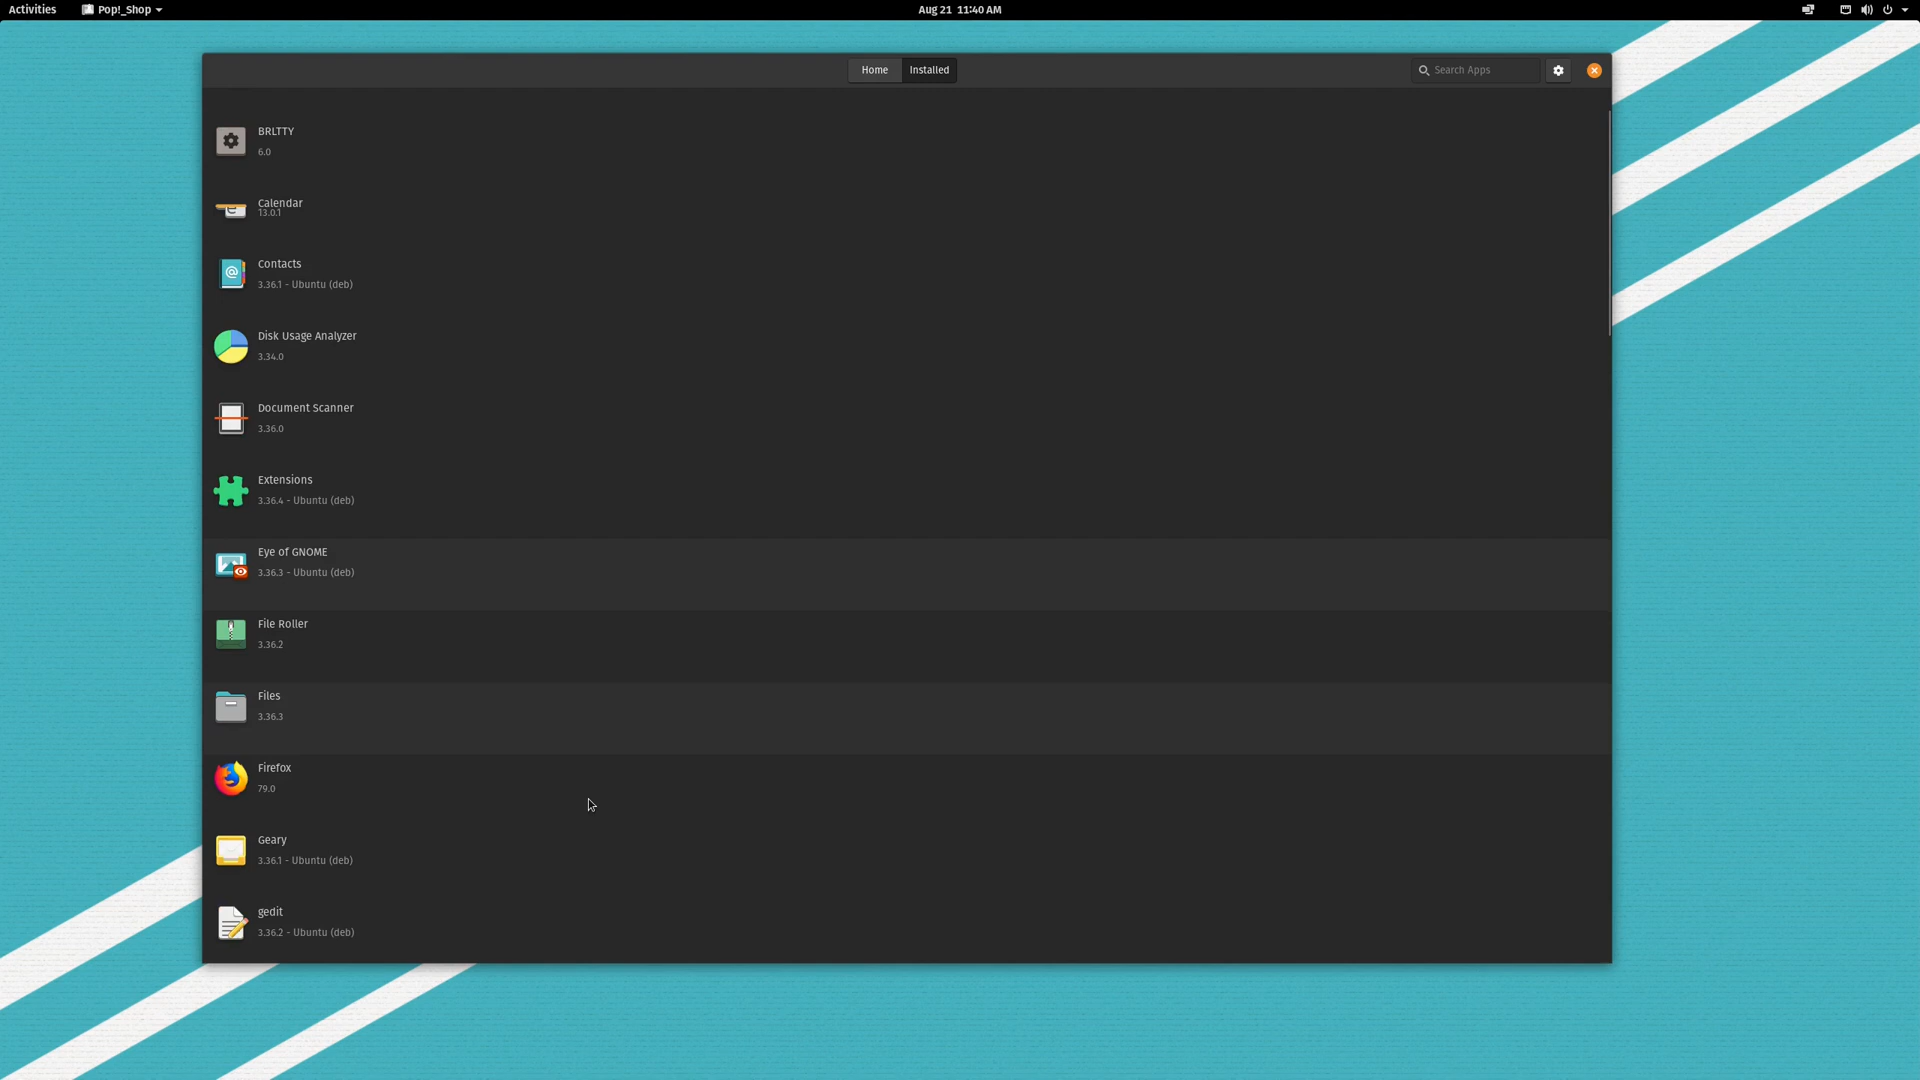 Activities
Pop!_Shop
Aug 21 11:40 AM
Home
Installed
Search Apps
BRLTTY
6.0
Calendar
13.0.1
Contacts
3.36.1 - Ubuntu (deb)
Disk Usage Analyzer
3.34.0
Document Scanner
3.36.0
Extensions
3.36.4 - Ubuntu (deb)
Eye of GNOME
3.36.3 - Ubuntu (deb)
File Roller
3.36.2
Files
3.36.3
Firefox
79.0
Geary
3.36.1 - Ubuntu (deb)
gedit
3.36.2 - Ubuntu (deb)